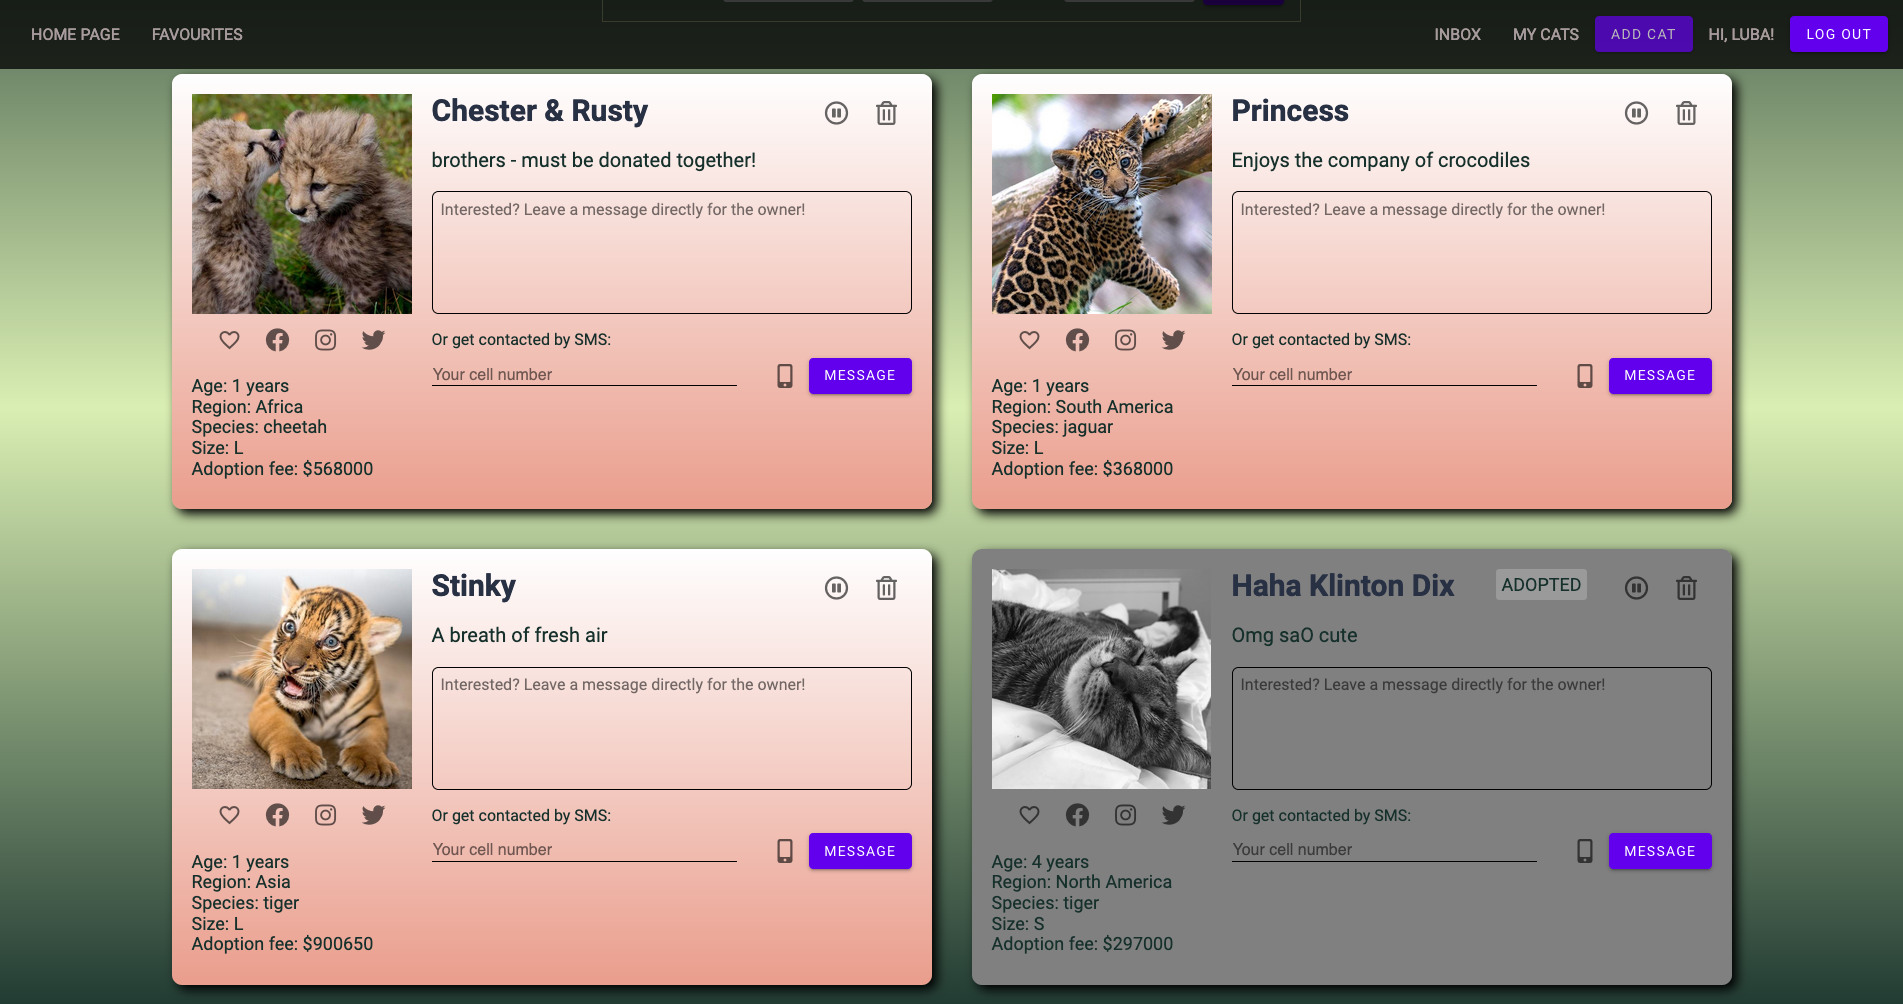 HOME PAGE
FAVOURITES
INBOX
MY CATS
ADD CAT
HI, LUBA!
LOG OUT
Chester & Rusty
brothers - must be donated together!
Interested? Leave a message directly for the owner!
Or get contacted by SMS:
Your cell number
MESSAGE
Age: 1 years
Region: Africa
Species: cheetah
Size: L
Adoption fee: $568000
Princess
Enjoys the company of crocodiles
Interested? Leave a message directly for the owner!
Or get contacted by SMS:
Your cell number
MESSAGE
Age: 1 years
Region: South America
Species: jaguar
Size: L
Adoption fee: $368000
Stinky
A breath of fresh air
Interested? Leave a message directly for the owner!
Or get contacted by SMS:
Your cell number
MESSAGE
Age: 1 years
Region: Asia
Species: tiger
Size: L
Adoption fee: $900650
Haha Klinton Dix
ADOPTED
Omg saO cute
Interested? Leave a message directly for the owner!
Or get contacted by SMS:
Your cell number
MESSAGE
Age: 4 years
Region: North America
Species: tiger
Size: S
Adoption fee: $297000